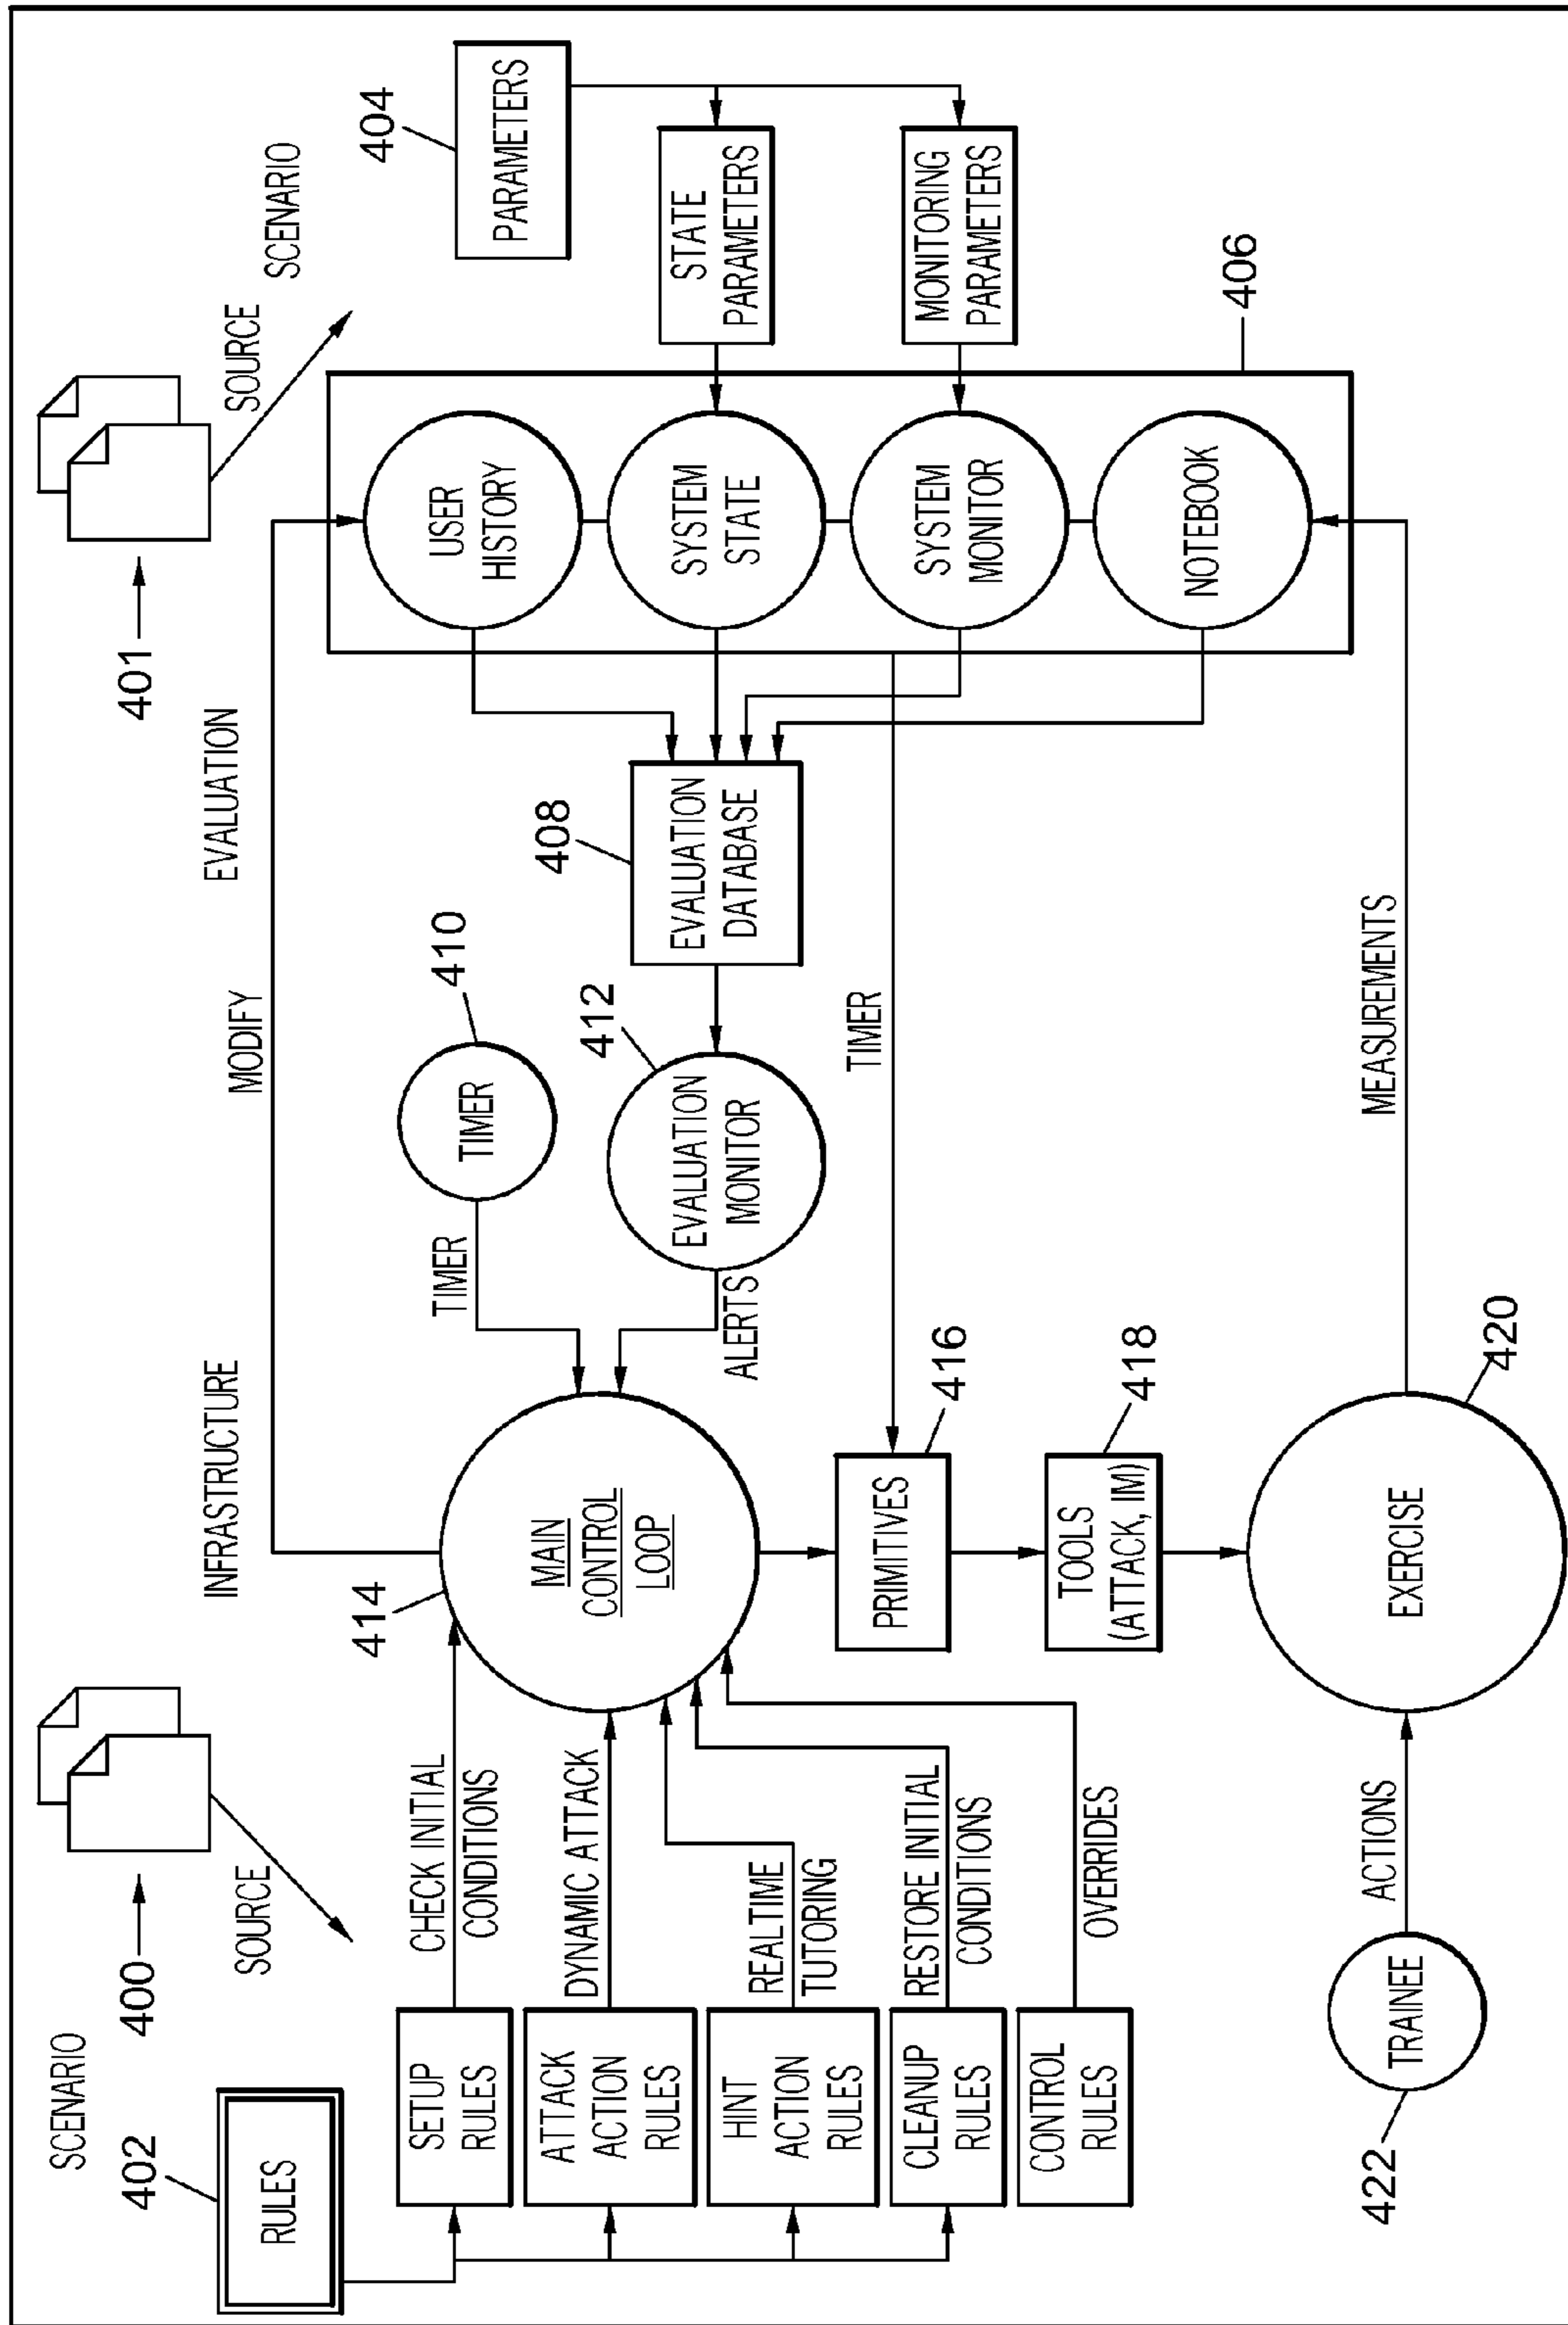 SCENARIO
INFRASTRUCTURE
EVALUATION
SCENARIO
400
SOURCE
401
SOURCE
402
RULES
SETUP
RULES
ATTACK
ACTION
RULES
HINT
ACTION
RULES
CLEANUP
RULES
CONTROL
RULES
CHECK INITIAL
CONDITIONS
DYNAMIC ATTACK
REALTIME
TUTORING
RESTORE INITIAL
CONDITIONS
OVERRIDES
414
MAIN
CONTROL
LOOP
MODIFY
TIMER
410
TIMER
ALERTS
412
EVALUATION
MONITOR
408
EVALUATION
DATABASE
USER
HISTORY
SYSTEM
STATE
SYSTEM
MONITOR
NOTEBOOK
406
404
PARAMETERS
STATE
PARAMETERS
MONITORING
PARAMETERS
TIMER
PRIMITIVES
416
TOOLS
(ATTACK, IM)
418
422
TRAINEE
ACTIONS
EXERCISE
420
MEASUREMENTS